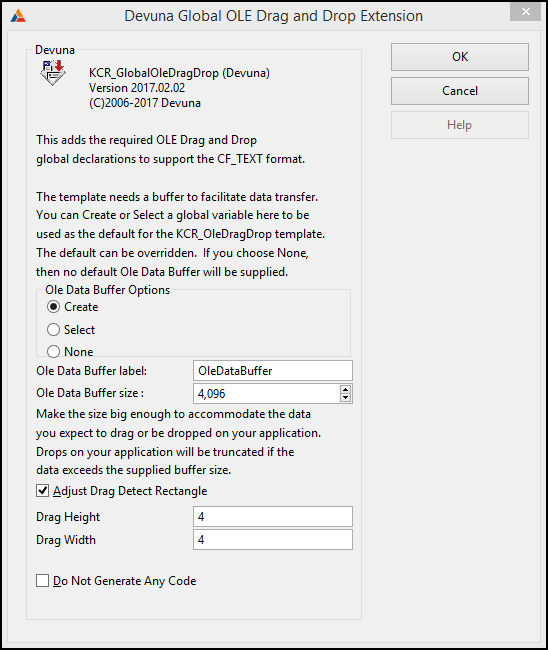 Devuna Global OLE Drag and Drop Extension
Devuna
KCR_GlobalOleDragDrop (Devuna)
Version 2017.02.02
(C)2006-2017 Devuna
OK
Cancel
Help
This adds the required OLE Drag and Drop
global declarations to support the CF_TEXT format.
The template needs a buffer to facilitate data transfer.
You can Create or Select a global variable here to be
used as the default for the KCR_OleDragDrop template.
The default can be overridden.  If you choose None,
then no default Ole Data Buffer will be supplied.
Ole Data Buffer Options
Create
Select
None
Ole Data Buffer label: OleDataBuffer
Ole Data Buffer size : 4,096
Make the size big enough to accommodate the data
you expect to drag or be dropped on your application.
Drops on your application will be truncated if the
data exceeds the supplied buffer size.
Adjust Drag Detect Rectangle
Drag Height 4
Drag Width 4
Do Not Generate Any Code